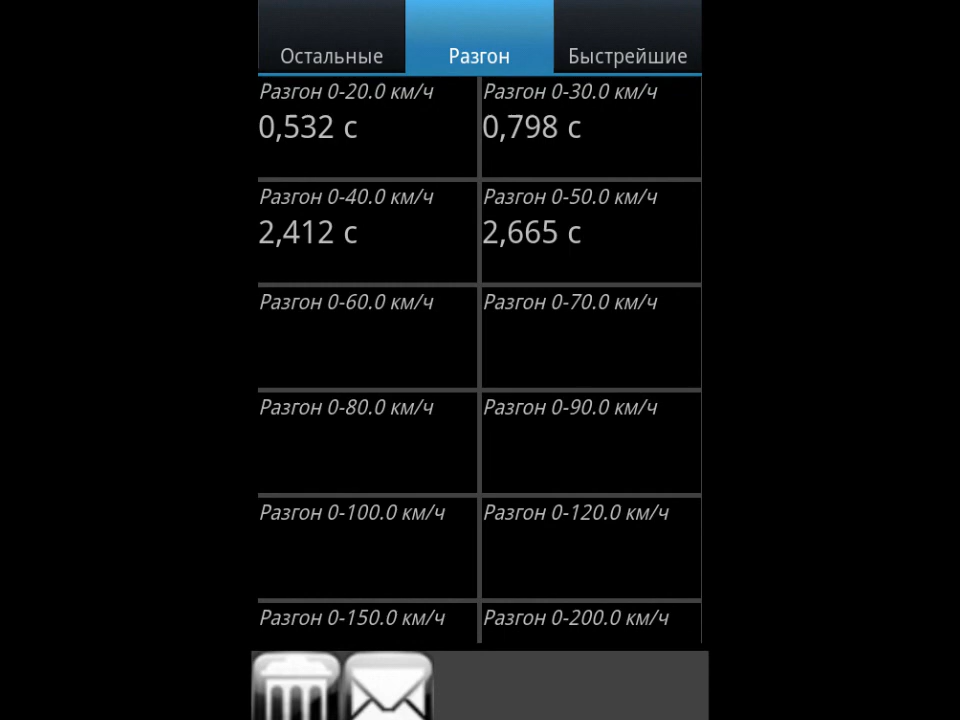 Остальные Разгон Быстрейшие
Разгон 0-20.0 км/ч Разгон 0-30.0 км/ч
0,532 с 0,798 с
Разгон 0-40.0 км/ч Разгон 0-50.0 км/ч
2,412 с 2,665 с
Разгон 0-60.0 км/ч Разгон 0-70.0 км/ч
Разгон 0-80.0 км/ч Разгон 0-90.0 км/ч
Разгон 0-100.0 км/ч Разгон 0-120.0 км/ч
Разгон 0-150.0 км/ч Разгон 0-200.0 км/ч